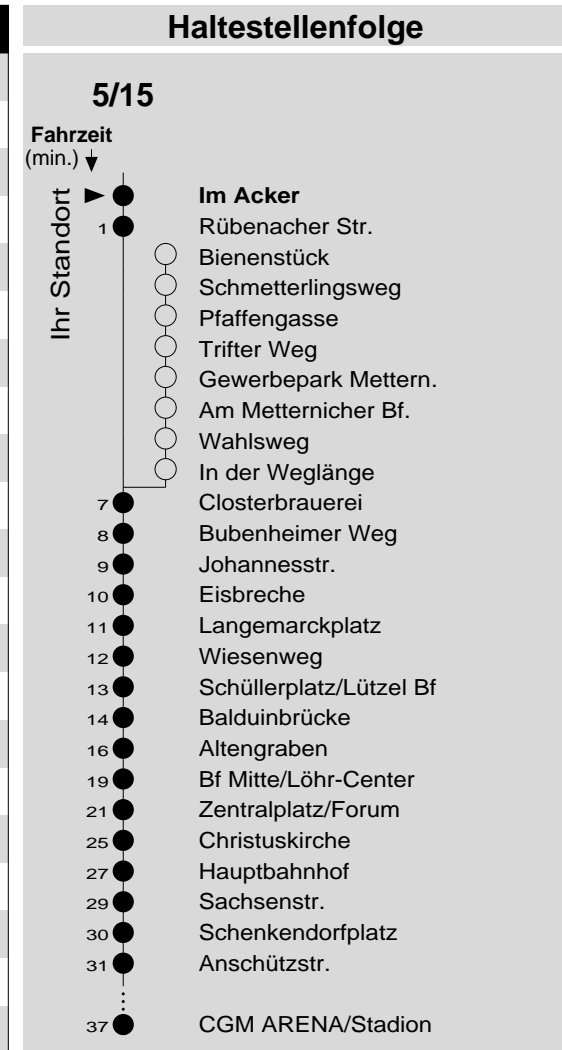 Haltestellenfolge
5/15
Fahrzeit
(min.)
Ihr Standort
Im Acker
1 Rübenacher Str.
Bienenstück
Schmetterlingsweg
Pfaffengasse
Trifter Weg
Gewerbepark Mettern.
Am Metternicher Bf.
Wahlsweg
In der Weglänge
7 Closterbrauerei
8 Bubenheimer Weg
9 Johannesstr.
10 Eisbreche
11 Langemarckplatz
12 Wiesenweg
13 Schüllerplatz/Lützel Bf
14 Balduinbrücke
16 Altengraben
19 Bf Mitte/Löhr-Center
21 Zentralplatz/Forum
25 Christuskirche
27 Hauptbahnhof
29 Sachsenstr.
30 Schenkendorfplatz
31 Anschützstr.
37 CGM ARENA/Stadion